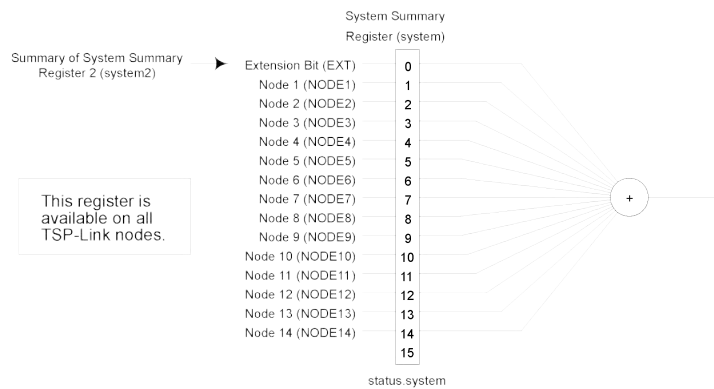 System Summary
Register (system)
Summary of System Summary
Register 2 (system2)
Extension Bit (EXT) 0
Node 1 (NODE1) 1
Node 2 (NODE2) 2
Node 3 (NODE3) 3
Node 4 (NODE4) 4
Node 5 (NODE5) 5
Node 6 (NODE6) 6
Node 7 (NODE7) 7
Node 8 (NODE8) 8
Node 9 (NODE9) 9
Node 10 (NODE10) 10
Node 11 (NODE11) 11
Node 12 (NODE12) 12
Node 13 (NODE13) 13
Node 14 (NODE14) 14
15
+
This register is
available on all
TSP-Link nodes.
status.system